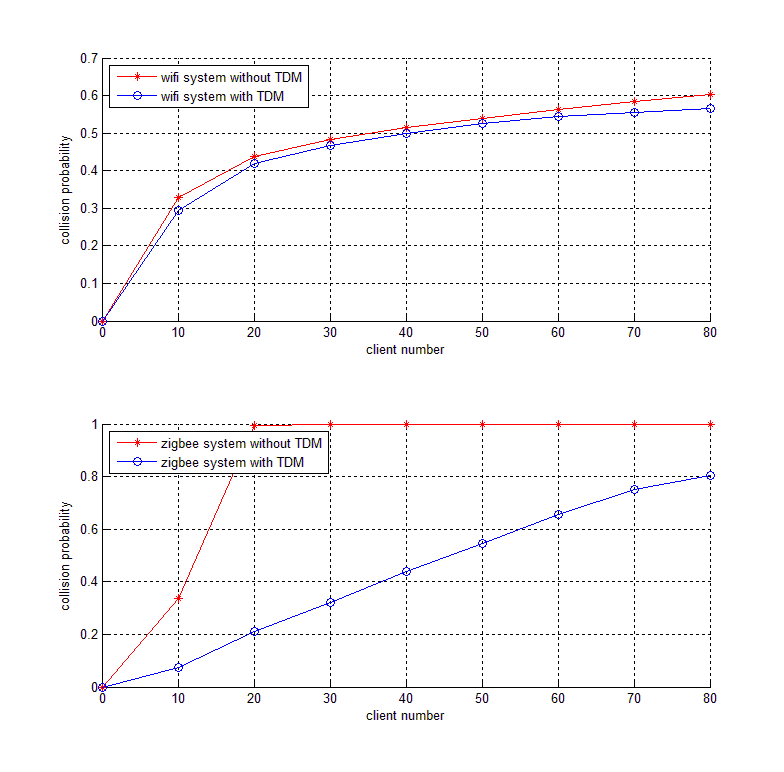 0.7
wifi system without TDM
wifi system with TDM
0.6
0.5
0.4
0.3
0.2
0.1
0
collision probability
0 10 20 30 40 50 60 70 80
client number
1
zigbee system without TDM
zigbee system with TDM
0.8
0.6
0.4
0.2
0
collision probability
0 10 20 30 40 50 60 70 80
client number